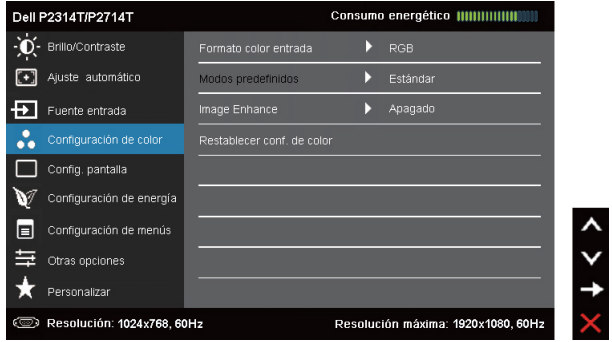 Dell P2314T/P2714T
Consumo energético
Brillo/Contraste
Formato color entrada
RGB
Ajuste automático
Modos predefinidos
Estándar
Fuente entrada
Image Enhance
Apagado
Configuración de color
Restablecer conf. de color
Config. pantalla
Configuración de energía
Configuración de menús
Otras opciones
Personalizar
Resolución: 1024x768, 60Hz
Resolución máxima: 1920x1080, 60Hz